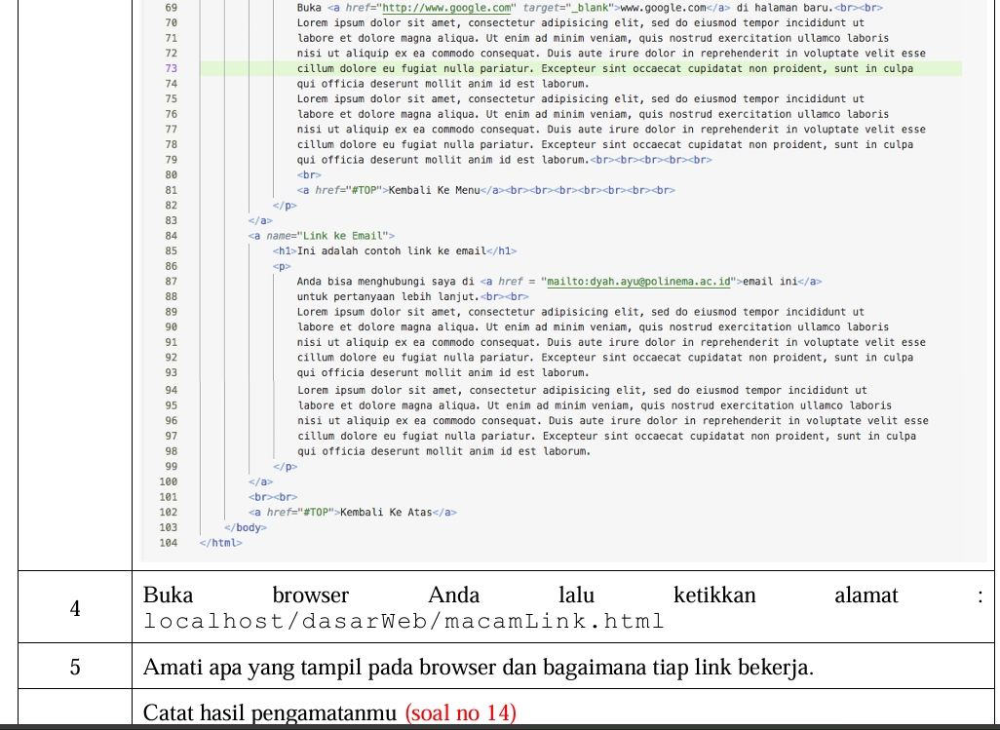 69 Buka <a href="http://www.google.com" target="_blank">www.google.com</a> di halaman baru.<br><br>
70 Lorem ipsum dolor sit amet, consectetur adipisicing elit, sed do eiusmod tempor incididunt ut
71 labore et dolore magna aliqua. Ut enim ad minim veniam, quis nostrud exercitation ullamco laboris
72 nisi ut aliquip ex ea commodo consequat. Duis aute irure dolor in reprehenderit in voluptate velit esse
73 cillum dolore eu fugiat nulla pariatur. Excepteur sint occaecat cupidatat non proident, sunt in culpa
74 qui officia deserunt mollit anim id est laborum.
75 Lorem ipsum dolor sit amet, consectetur adipisicing elit, sed do eiusmod tempor incididunt ut
76 labore et dolore magna aliqua. Ut enim ad minim veniam, quis nostrud exercitation ullamco laboris
77 nisi ut aliquip ex ea commodo consequat. Duis aute irure dolor in reprehenderit in voluptate velit esse
78 cillum dolore eu fugiat nulla pariatur. Excepteur sint occaecat cupidatat non proident, sunt in culpa
79 qui officia deserunt mollit anim id est laborum.<br><br><br><br><br>
80 <br>
81 <a href="#TOP">Kembali Ke Menu</a><br><br><br><br><br><br><br>
82 </p>
83 </a>
84 <a name="Link ke Email">
85 <h1>Ini adalah contoh link ke email</h1>
86 <p>
87 Anda bisa menghubungi saya di <a href = "mailto:dyah.ayu@polinema.ac.id">email ini</a>
88 untuk pertanyaan lebih lanjut.<br><br>
89 Lorem ipsum dolor sit amet, consectetur adipisicing elit, sed do eiusmod tempor incididunt ut
90 labore et dolore magna aliqua. Ut enim ad minim veniam, quis nostrud exercitation ullamco laboris
91 nisi ut aliquip ex ea commodo consequat. Duis aute irure dolor in reprehenderit in voluptate velit esse
92 cillum dolore eu fugiat nulla pariatur. Excepteur sint occaecat cupidatat non proident, sunt in culpa
93 qui officia deserunt mollit anim id est laborum.
94 Lorem ipsum dolor sit amet, consectetur adipisicing elit, sed do eiusmod tempor incididunt ut
95 labore et dolore magna aliqua. Ut enim ad minim veniam, quis nostrud exercitation ullamco laboris
96 nisi ut aliquip ex ea commodo consequat. Duis aute irure dolor in reprehenderit in voluptate velit esse
97 cillum dolore eu fugiat nulla pariatur. Excepteur sint occaecat cupidatat non proident, sunt in culpa
98 qui officia deserunt mollit anim id est laborum.
99 </p>
100 </a>
101 <br><br>
102 <a href="#TOP">Kembali Ke Atas</a>
103 </body>
104 </html>
4 Buka browser Anda lalu ketikkan alamat :
localhost/dasarWeb/macamLink.html
5 Amati apa yang tampil pada browser dan bagaimana tiap link bekerja.
Catat hasil pengamatanmu (soal no 14)